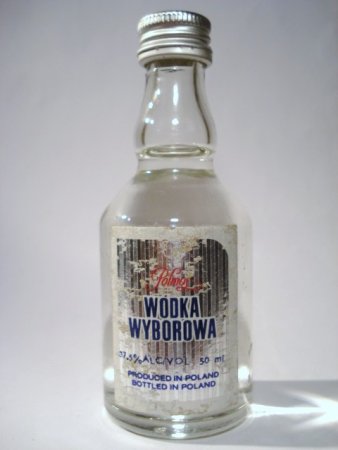 Polmos
WODKA
WYBOROWA
37.5% ALC/VOL 50 ml
PRODUCED IN POLAND
BOTTLED IN POLAND